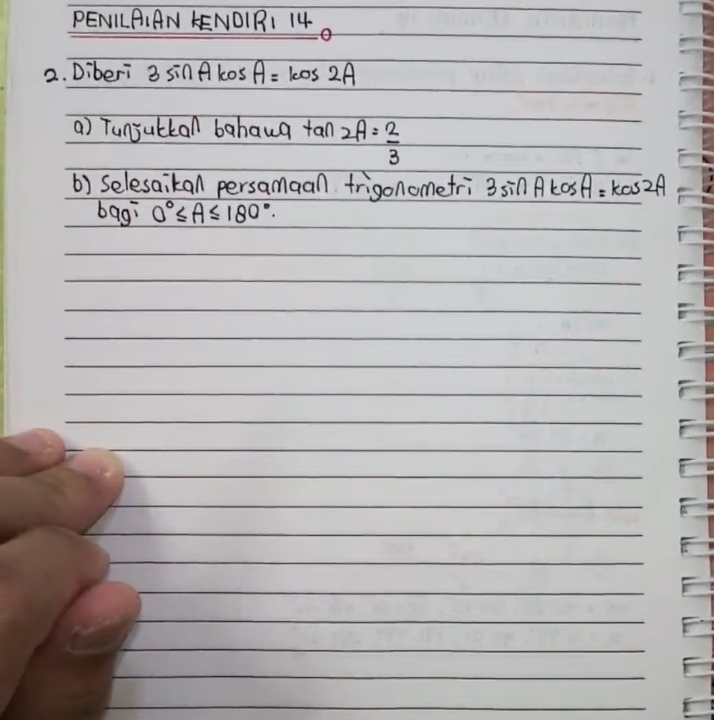 PENILAIAN KENDIRI 14
2. Diberi 3 sin A kos A = kos 2A
a) Tunjukkan bahawa tan 2A = 2/3
b) Selesaikan persamaan trigonometri 3 sin A kos A = kos 2A
bagi 0° ≤ A ≤ 180°.